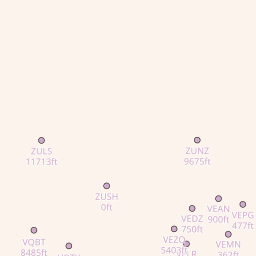 ZULS
11713ft
ZUNZ
9675ft
ZUSH
0ft
VEAN
900ft
VEPG
477ft
VEDZ
750ft
VQBT
8485ft
VEZO
5403ft
VEMN
362ft